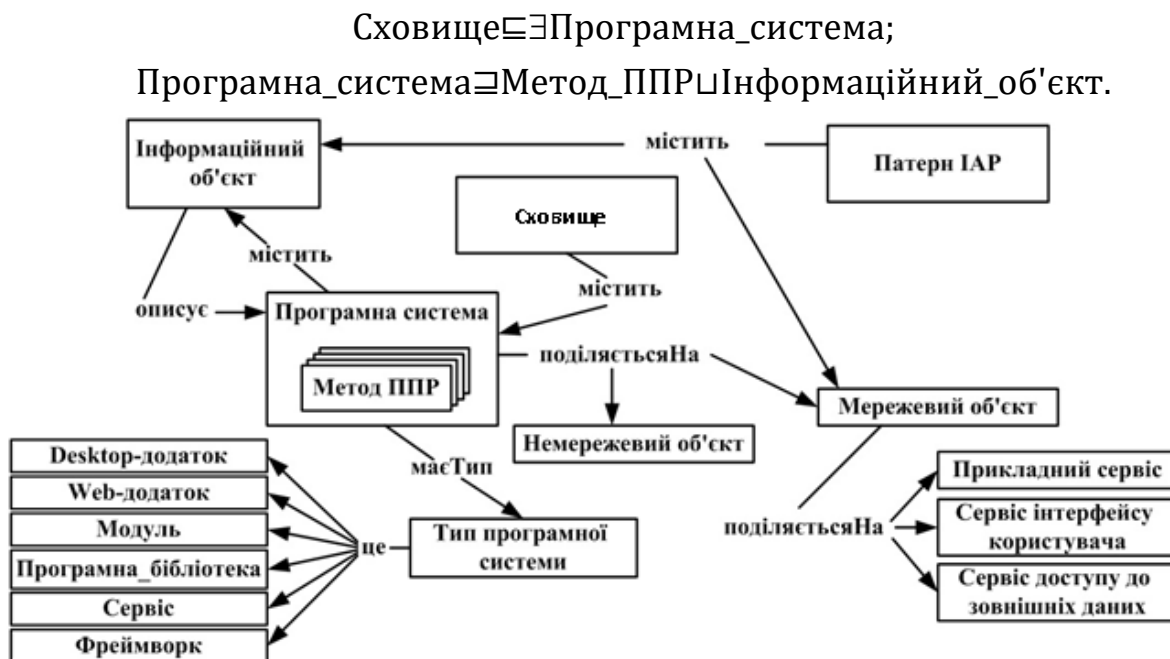 Сховище⊑∃Програмна_система;
Програмна_система⊒Метод_ППР⊔Інформаційний_об'єкт.
Інформаційний
об'єкт
містить
Патерн ІАР
Сховище
містить
містить
описує
Програмна система
Метод ППР
поділяєтьсяНа
Немережевий об'єкт
Мережевий об'єкт
маєТип
Desktop-додаток
Web-додаток
Модуль
Програмна_бібліотека
Сервіс
Фреймворк
це
Тип програмної
системи
поділяєтьсяНа
Прикладний сервіс
Сервіс інтерфейсу
користувача
Сервіс доступу до
зовнішніх даних